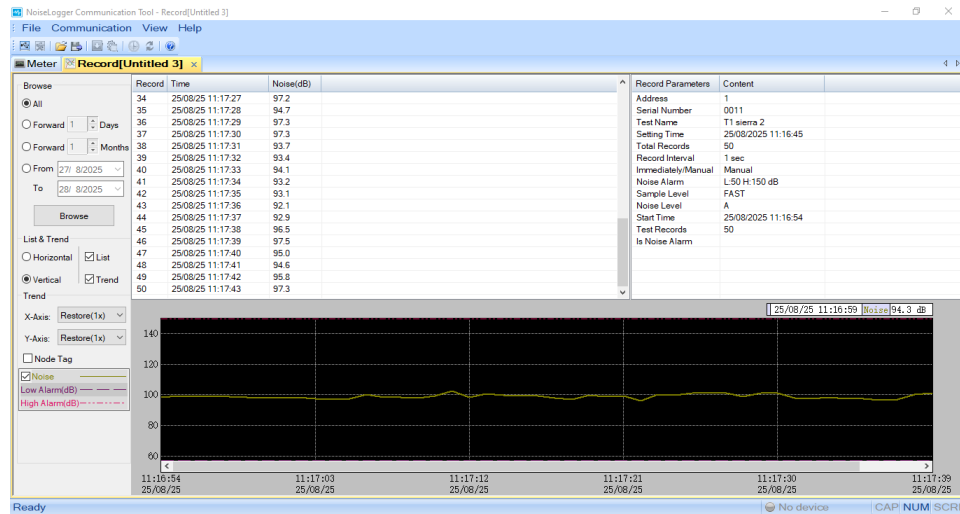 NoiseLogger Communication Tool - Record[Untitled 3]
File Communication View Help
Meter Record[Untitled 3] ×
Browse
All
Forward 1 Days
Forward 1 Months
From 27/ 8/2025
To 28/ 8/2025
Browse
List & Trend
Horizontal List
Vertical Trend
Trend
X-Axis: Restore(1x)
Y-Axis: Restore(1x)
Node Tag
Noise
Low Alarm(dB)
High Alarm(dB)
Record Time Noise(dB)
34 25/08/25 11:17:27 97.2
35 25/08/25 11:17:28 94.7
36 25/08/25 11:17:29 97.3
37 25/08/25 11:17:30 97.3
38 25/08/25 11:17:31 93.7
39 25/08/25 11:17:32 93.4
40 25/08/25 11:17:33 94.1
41 25/08/25 11:17:34 93.2
42 25/08/25 11:17:35 93.1
43 25/08/25 11:17:36 92.1
44 25/08/25 11:17:37 92.9
45 25/08/25 11:17:38 96.5
46 25/08/25 11:17:39 97.5
47 25/08/25 11:17:40 95.0
48 25/08/25 11:17:41 94.6
49 25/08/25 11:17:42 95.8
50 25/08/25 11:17:43 97.3
Record Parameters Content
Address 1
Serial Number 0011
Test Name T1 sierra 2
Setting Time 25/08/2025 11:16:45
Total Records 50
Record Interval 1 sec
Immediately/Manual Manual
Noise Alarm L:50 H:150 dB
Sample Level FAST
Noise Level A
Start Time 25/08/2025 11:16:54
Test Records 50
Is Noise Alarm
25/08/25 11:16:59 Noise 94.3 dB
140
120
100
80
60
11:16:54 11:17:03 11:17:12 11:17:21 11:17:30 11:17:39
25/08/25 25/08/25 25/08/25 25/08/25 25/08/25 25/08/25
Ready No device CAP NUM SCRL